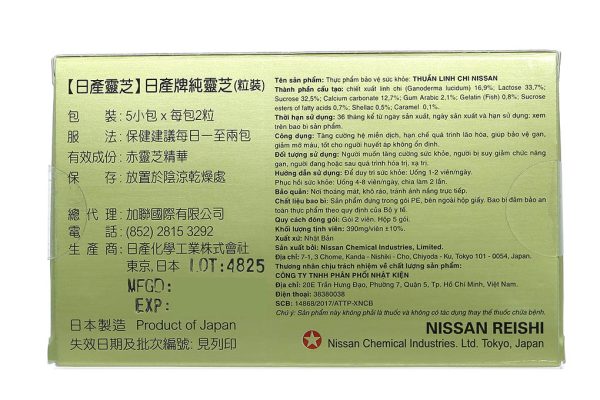 【日產靈芝】日產牌純靈芝(粒裝)
包 裝：5小包 x 每包2粒
服 法：保健建議每日一至兩包
有效成份：赤靈芝精華
保 存：放置於陰涼乾燥處
總 代 理：加聯國際有限公司
電 話：(852) 2815 3292
生 產 商：日產化學工業株式會社
東京,日本 LOT:4825
MFGD:
EXP:
日本製造 Product of Japan
失效日期及批次編號: 見列印
Tên sản phẩm: Thực phẩm bảo vệ sức khỏe: THUẦN LINH CHI NISSAN
Thành phần cấu tạo: chiết xuất linh chi (Ganoderma lucidum) 16,9%; Lactose 33,7%;
Sucrose 32,5%; Calcium carbonate 12,7%; Gum Arabic 2,1%; Gelatin (Fish) 0,8%; Sucrose
esters of fatty acids 0,7%; Shellac 0,5%; Caramel 0,1%.
Thời hạn sử dụng: 36 tháng kể từ ngày sản xuất, ngày sản xuất và hạn sử dụng: xem
trên bao bì sản phẩm.
Công dụng: Tăng cường hệ miễn dịch, hạn chế quá trình lão hóa, giúp bảo vệ gan,
giảm mỡ máu, tốt cho người huyết áp không ổn định.
Đối tượng sử dụng: Người muốn tăng cường sức khỏe, người bị suy giảm chức năng
gan, người đang hoặc sau quá trình hóa trị, xạ trị.
Hướng dẫn sử dụng: Để duy trì sức khỏe: Uống 1-2 viên/ngày.
Phục hồi sức khỏe: Uống 4-8 viên/ngày, chia làm 2 lần.
Bảo quản: Nơi thoáng mát, khô ráo, tránh ánh nắng trực tiếp.
Chất liệu bao bì: Sản phẩm đựng trong gói PE, bên ngoài hộp giấy. Bao bì đảm bảo an
toàn thực phẩm theo quy định của Bộ y tế.
Quy cách đóng gói: Gói 2 viên. Hộp 5 gói.
Khối lượng tịnh viên: 390mg/viên ±10%.
Xuất xứ: Nhật Bản
Sản xuất bởi: Nissan Chemical Industries, Limited.
Địa chỉ: 7-1, 3 Chome, Kanda - Nishiki - Cho, Chiyoda - Ku, Tokyo 101 - 0054, Japan.
Thương nhân chịu trách nhiệm về chất lượng sản phẩm:
CÔNG TY TNHH PHÂN PHỐI NHẬT KIỆN
Địa chỉ: 20E Trần Hưng Đạo, Phường 7, Quận 5, Tp. Hồ Chí Minh, Việt Nam.
Điện thoại: 38380038
SCB: 14868/2017/ATTP-XNCB
Chú ý: Sản phẩm này không phải là thuốc và không có tác dụng thay thế thuốc chữa bệnh.
NISSAN REISHI
Nissan Chemical Industries. Ltd. Tokyo, Japan